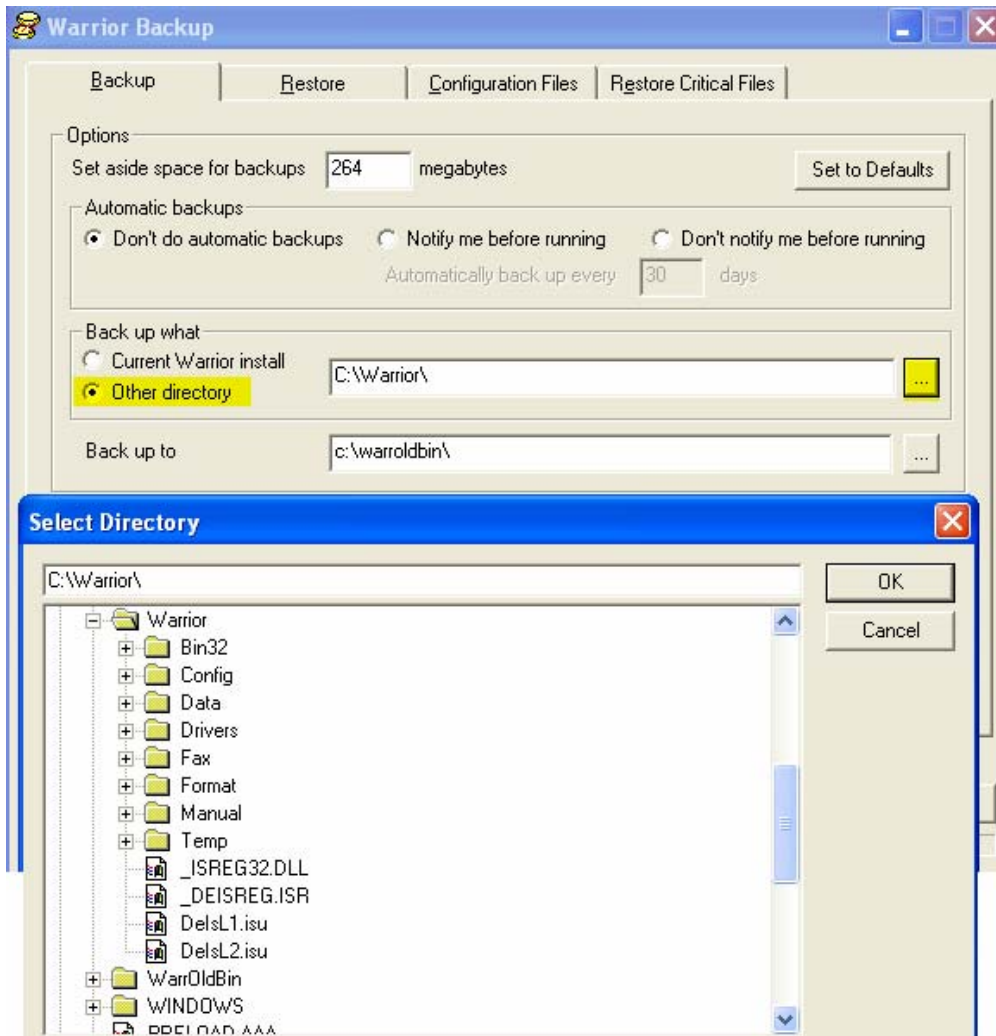 Warrior Backup
Backup Restore Configuration Files Restore Critical Files
Options
Set aside space for backups 264 megabytes Set to Defaults
Automatic backups
Don't do automatic backups Notify me before running Don't notify me before running
Automatically back up every 30 days
Back up what
Current Warrior install
Other directory C:\Warrior\ ...
Back up to c:\warroldbin\ ...
Select Directory
C:\Warrior\ OK
Cancel
Warrior
Bin32
Config
Data
Drivers
Fax
Format
Manual
Temp
_ISREG32.DLL
_DEISREG.ISR
DeIsL1.isu
DeIsL2.isu
WarrOldBin
WINDOWS
PRELOAD.AAA